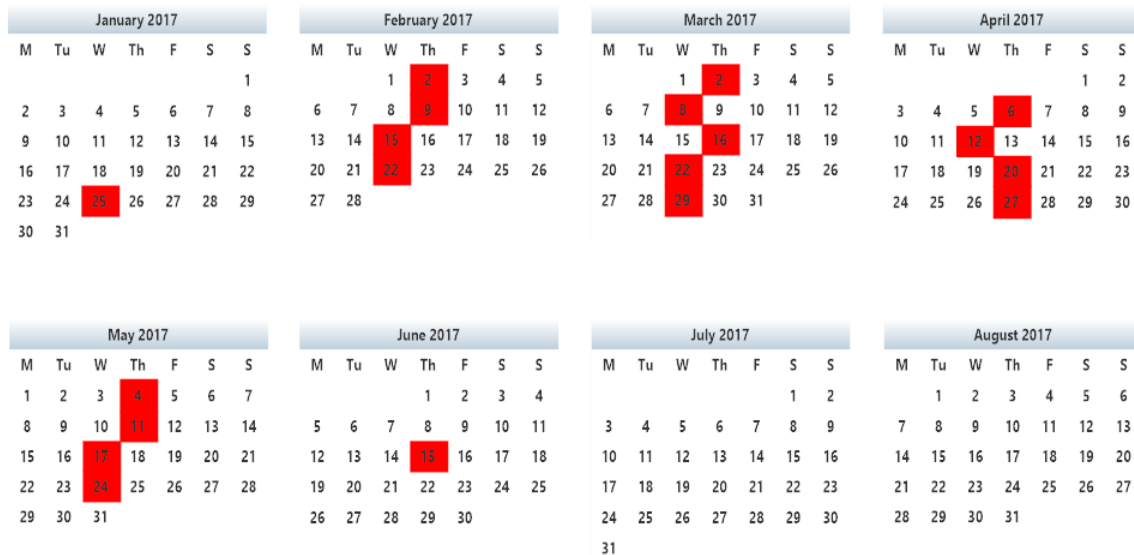 January 2017 February 2017 March 2017 April 2017
M Tu W Th F S S M Tu W Th F S S M Tu W Th F S S M Tu W Th F S S
1 1 2 3 4 5 1 2 3 4 5 1 2
2 3 4 5 6 7 8 6 7 8 9 10 11 12 6 7 8 9 10 11 12 3 4 5 6 7 8 9
9 10 11 12 13 14 15 13 14 15 16 17 18 19 13 14 15 16 17 18 19 10 11 12 13 14 15 16
16 17 18 19 20 21 22 20 21 22 23 24 25 26 20 21 22 23 24 25 26 17 18 19 20 21 22 23
23 24 25 26 27 28 29 27 28 27 28 29 30 31 24 25 26 27 28 29 30
30 31
May 2017 June 2017 July 2017 August 2017
M Tu W Th F S S M Tu W Th F S S M Tu W Th F S S M Tu W Th F S S
1 2 3 4 5 6 7 1 2 3 4 1 2 1 2 3 4 5 6
8 9 10 11 12 13 14 5 6 7 8 9 10 11 3 4 5 6 7 8 9 7 8 9 10 11 12 13
15 16 17 18 19 20 21 12 13 14 15 16 17 18 10 11 12 13 14 15 16 14 15 16 17 18 19 20
22 23 24 25 26 27 28 19 20 21 22 23 24 25 17 18 19 20 21 22 23 21 22 23 24 25 26 27
29 30 31 26 27 28 29 30 24 25 26 27 28 29 30 28 29 30 31
31